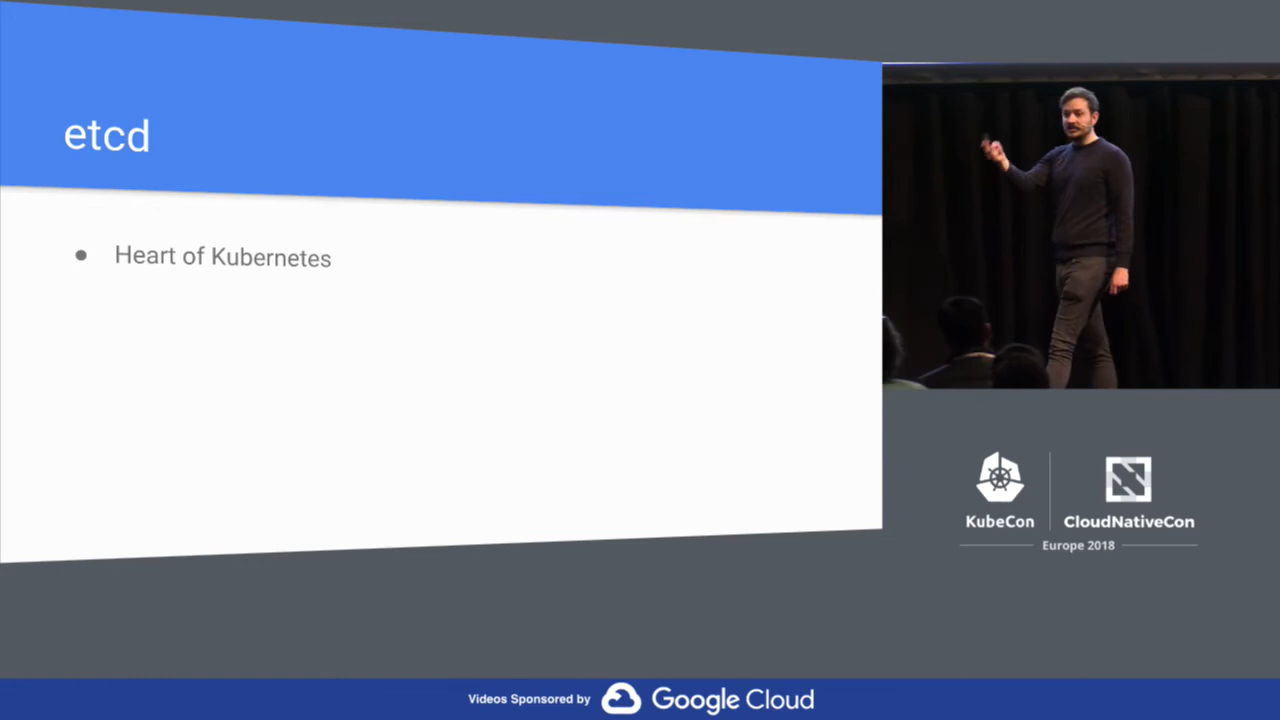 etcd
● Heart of Kubernetes
KubeCon
CloudNativeCon
Europe 2018
Videos Sponsored by Google Cloud